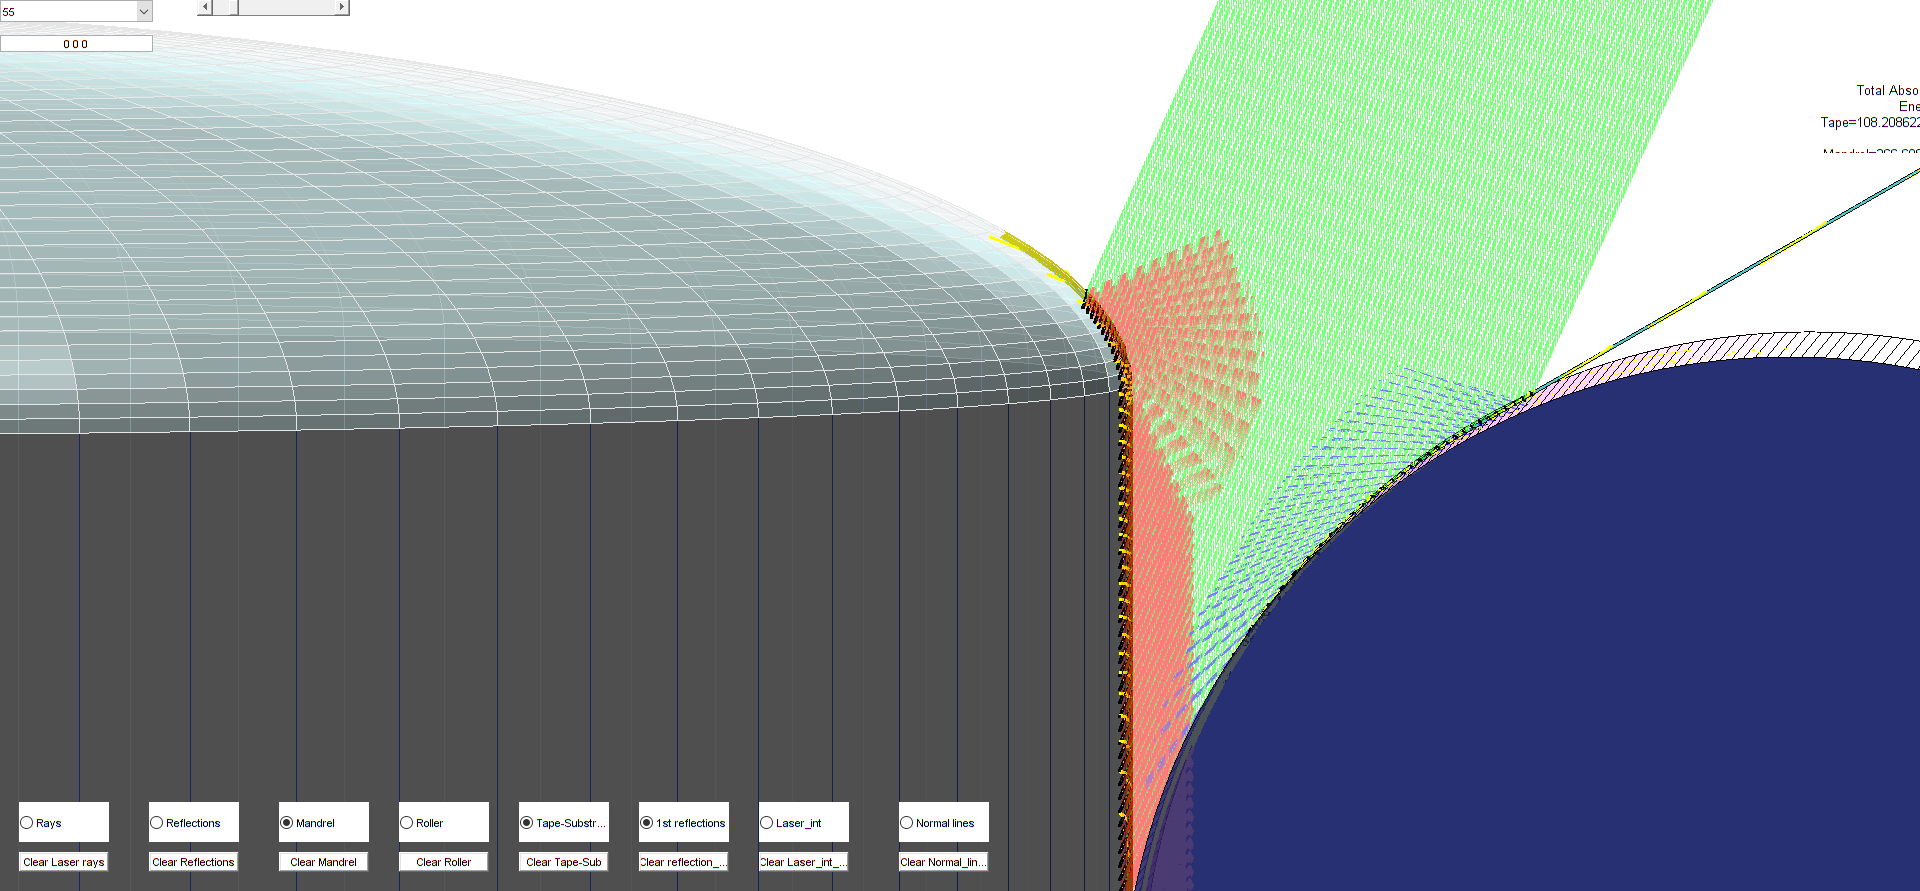 55
0 0 0
Total Abso
Ene
Tape=108.208622
Rays
Reflections
Mandrel
Roller
Tape-Substr...
1st reflections
Laser_int
Normal lines
Clear Laser rays
Clear Reflections
Clear Mandrel
Clear Roller
Clear Tape-Sub
Clear reflection_...
Clear Laser_int_...
Clear Normal_lin...